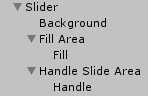 Slider
Background
Fill Area
Fill
Handle Slide Area
Handle